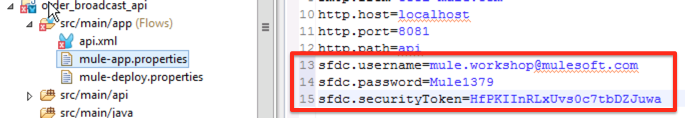 order_broadcast_api
src/main/app (Flows)
api.xml
mule-app.properties
mule-deploy.properties
src/main/api
src/main/java
10 http.host=localhost
11 http.port=8081
12 http.path=api
13 sfdc.username=mule.workshop@mulesoft.com
14 sfdc.password=Mule1379
15 sfdc.securityToken=HfPKIInRLxUvs0c7tbDZJuwa